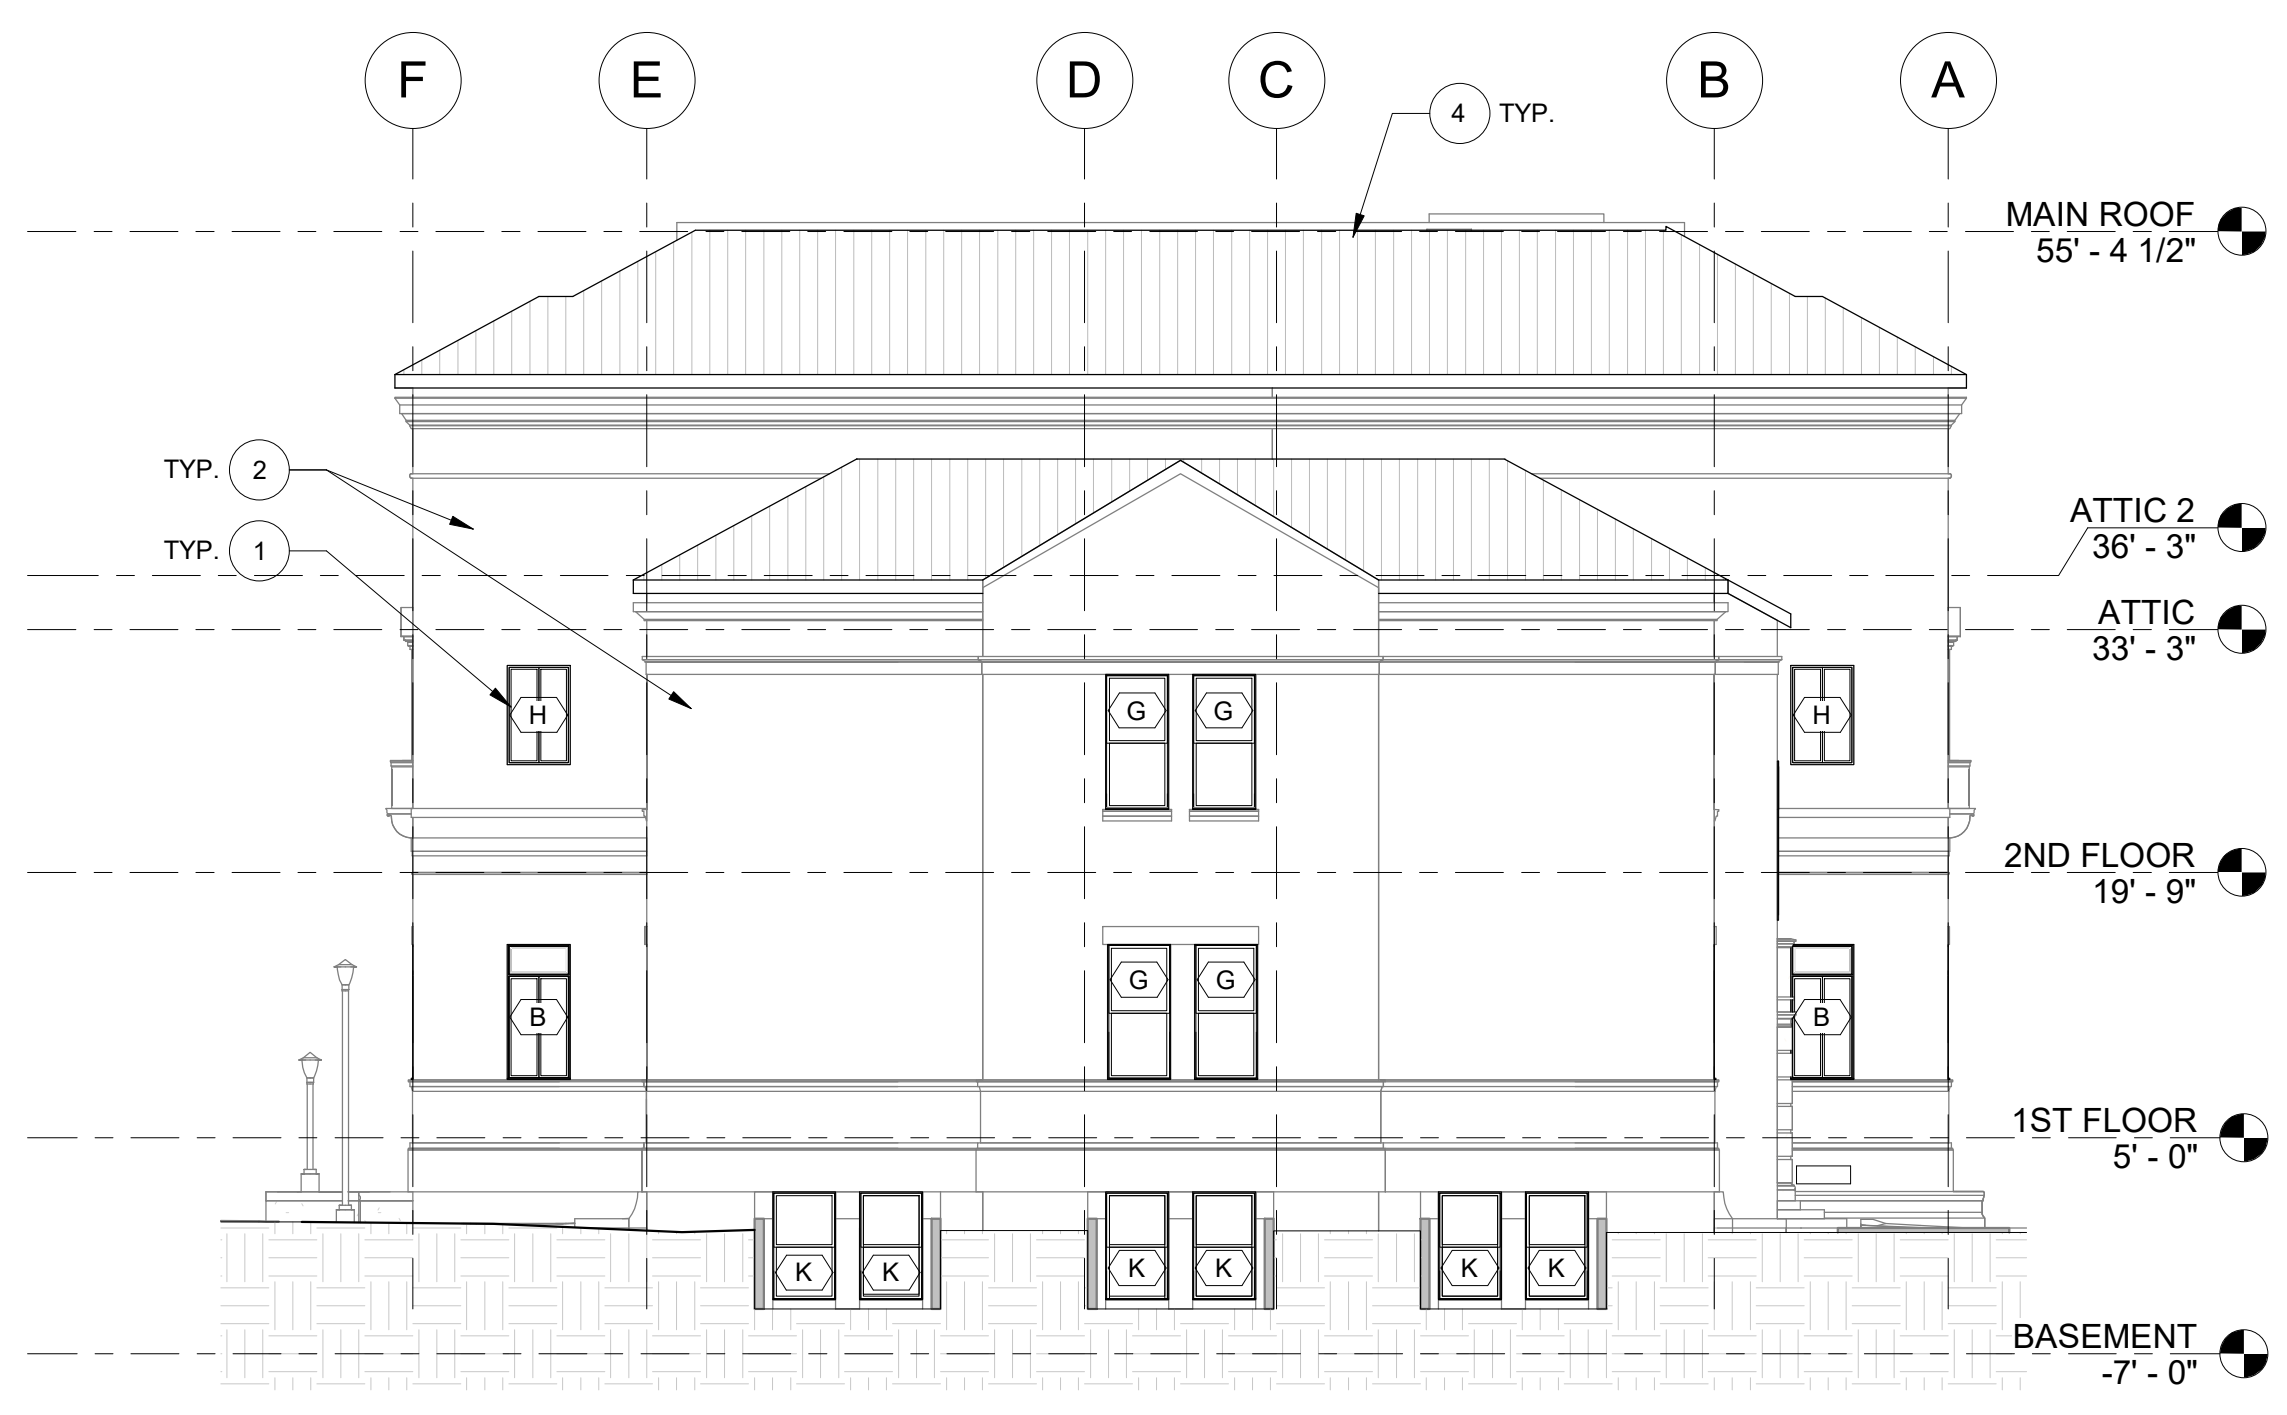 F E D C B A
4 TYP.
MAIN ROOF
55' - 4 1/2"
TYP. 2
ATTIC 2
36' - 3"
TYP. 1
ATTIC
33' - 3"
H G G H
2ND FLOOR
19' - 9"
G G
B B
1ST FLOOR
5' - 0"
K K K K K K
BASEMENT
-7' - 0"